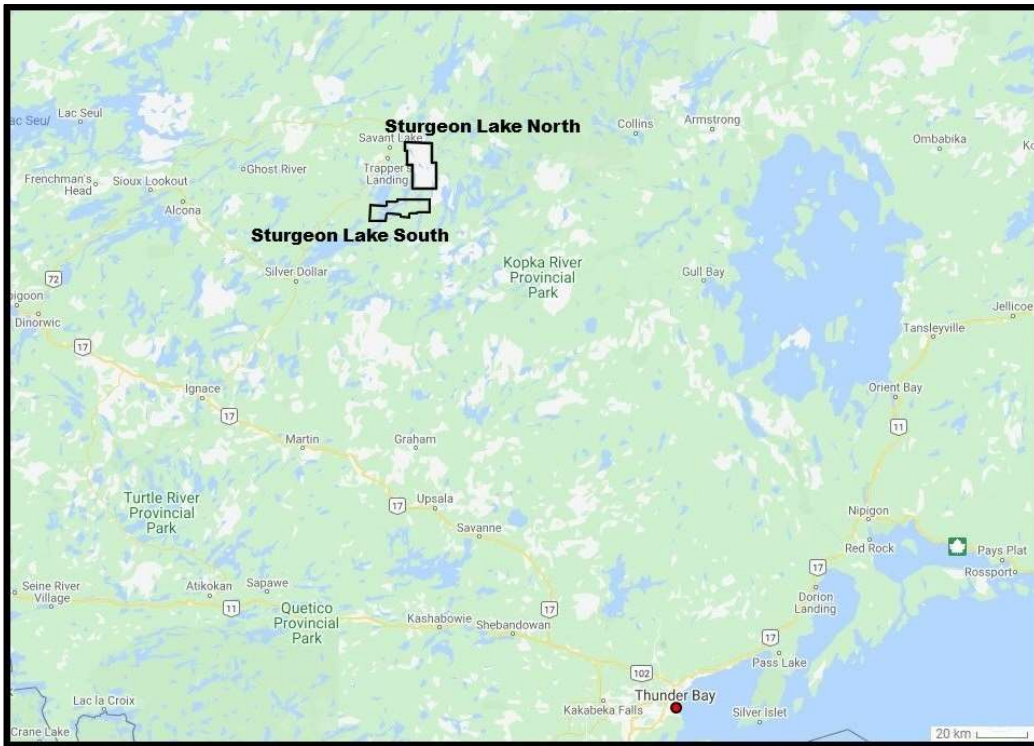 Lac Seul
ac Seu/
Sturgeon Lake North
Savant Lake
Collins
Armstrong
Ombabika
Ko
Ghost River
Trapper's
Landing
Frenchman's
Head
Sioux Lookout
Alcona
Sturgeon Lake South
Silver Dollar
Kopka River
Provincial
Park
Gull Bay
72
bigoon
Dinorwic
Jellicoe
Tansleyville
17
Ignace
17
Orient Bay
11
Martin
Graham
Turtle River
Provincial
Park
17
Upsala
Savanne
Nipigon
Red Rock
Pays Plat
Rossport
17
Seine River
Village
Atikokan
Sapawe
11
Quetico
Provincial
Park
Kashabowie
Shebandowan
17
Dorion
Landing
17
Pass Lake
102
Thunder Bay
Kakabeka Falls
Silver Islet
Lac la Croix
Crane Lake
20 km